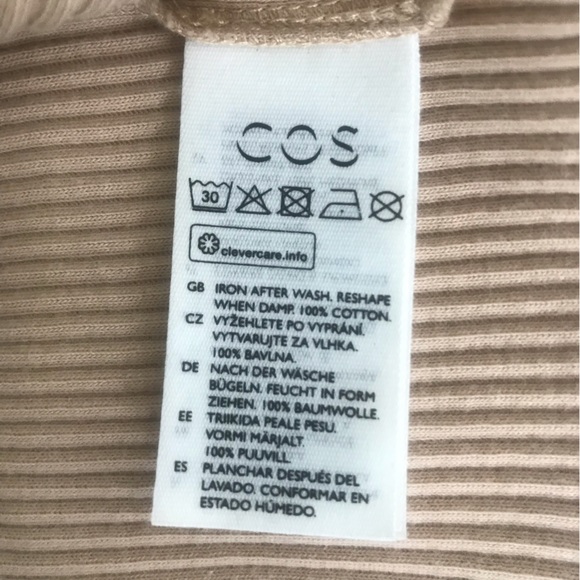 COS
30
clevercare.info
GB IRON AFTER WASH. RESHAPE
WHEN DAMP. 100% COTTON.
CZ VYŽEHLETE PO VYPRÁNÍ.
VYTVARUJTE ZA VLHKA.
100% BAVLNA.
DE NACH DER WÄSCHE
BÜGELN. FEUCHT IN FORM
ZIEHEN. 100% BAUMWOLLE.
EE TRIIKIDA PEALE PESU.
VORMI MÄRJALT.
100% PUUVILL.
ES PLANCHAR DESPUÉS DEL
LAVADO. CONFORMAR EN
ESTADO HÚMEDO.